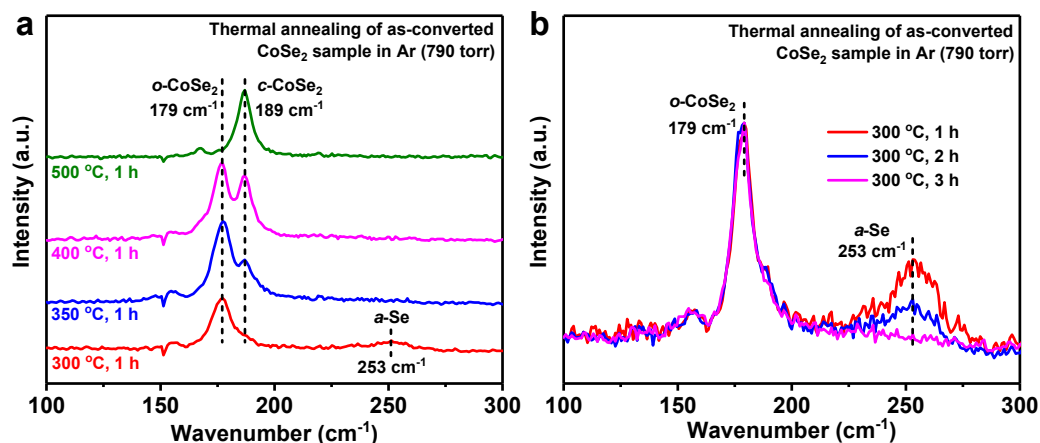 a
Thermal annealing of as-converted
CoSe₂ sample in Ar (790 torr)
o-CoSe₂
179 cm⁻¹
c-CoSe₂
189 cm⁻¹
500 °C, 1 h
400 °C, 1 h
350 °C, 1 h
300 °C, 1 h
a-Se
253 cm⁻¹
Intensity (a.u.)
100 150 200 250 300
Wavenumber (cm⁻¹)
b
Thermal annealing of as-converted
CoSe₂ sample in Ar (790 torr)
o-CoSe₂
179 cm⁻¹
300 °C, 1 h
300 °C, 2 h
300 °C, 3 h
a-Se
253 cm⁻¹
Intensity (a.u.)
100 150 200 250 300
Wavenumber (cm⁻¹)